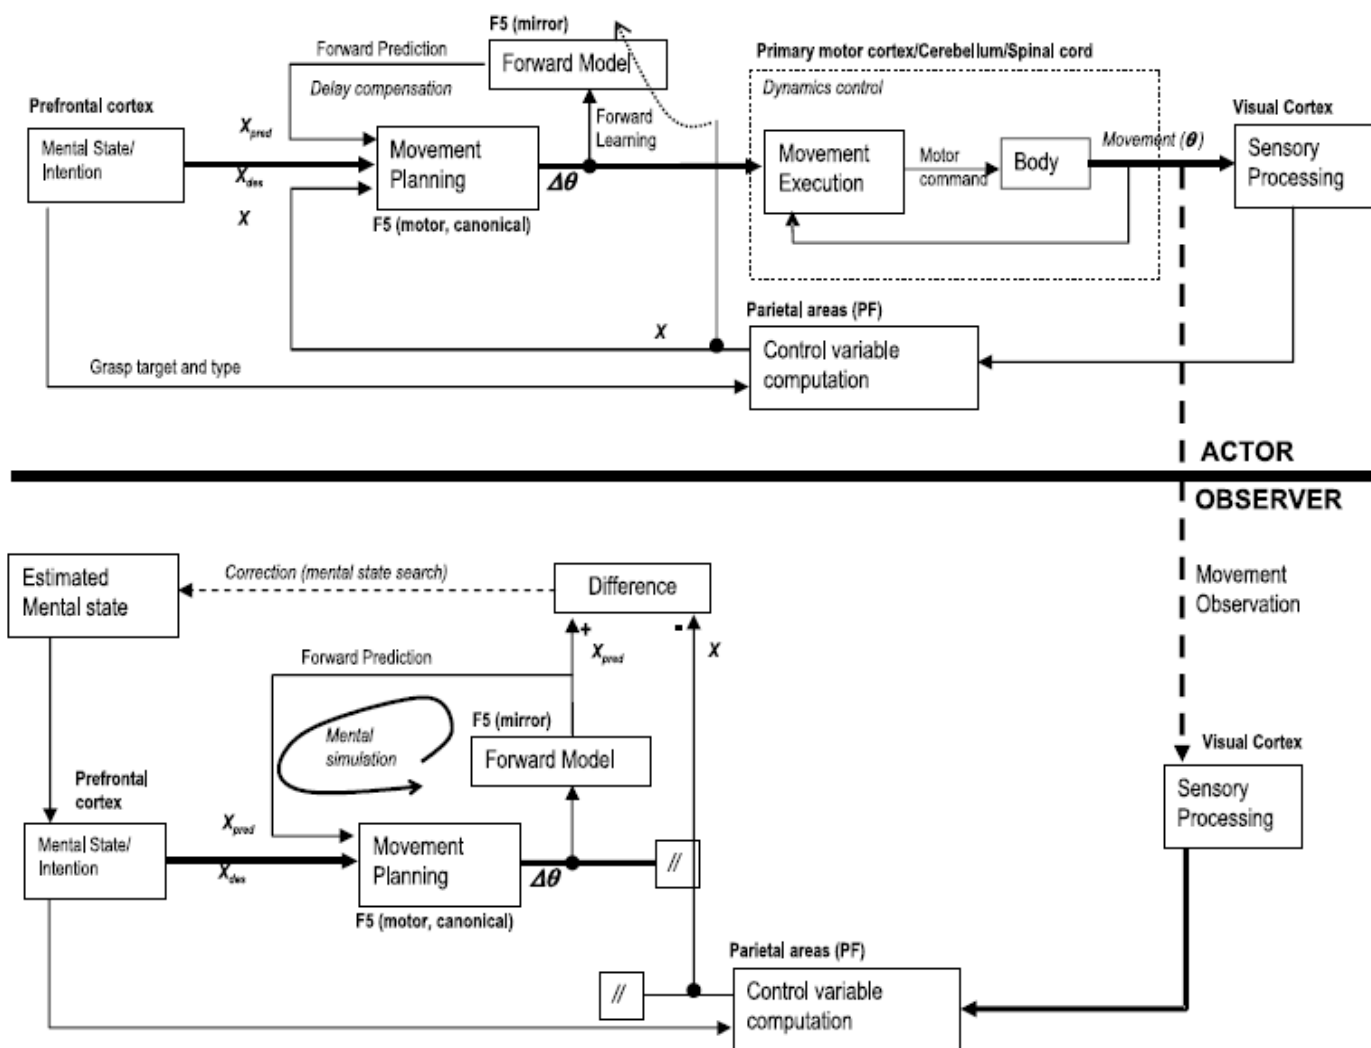 F5 (mirror)
Forward Prediction
Forward Model
Delay compensation
Primary motor cortex/Cerebellum/Spinal cord
Dynamics control
Prefrontal cortex
Mental State/
Intention
Xpred
Xdes
X
Movement
Planning
F5 (motor, canonical)
Forward
Learning
Δθ
Movement
Execution
Motor
command
Body
Movement (θ)
Visual Cortex
Sensory
Processing
Parietal areas (PF)
X
Control variable
computation
Grasp target and type
ACTOR
OBSERVER
Estimated
Mental state
Correction (mental state search)
Difference
+
-
Xpred
X
Movement
Observation
Forward Prediction
F5 (mirror)
Mental
simulation
Forward Model
Visual Cortex
Sensory
Processing
Prefrontal
cortex
Mental State/
Intention
Xpred
Xdes
Movement
Planning
Δθ
//
F5 (motor, canonical)
Parietal areas (PF)
//
Control variable
computation